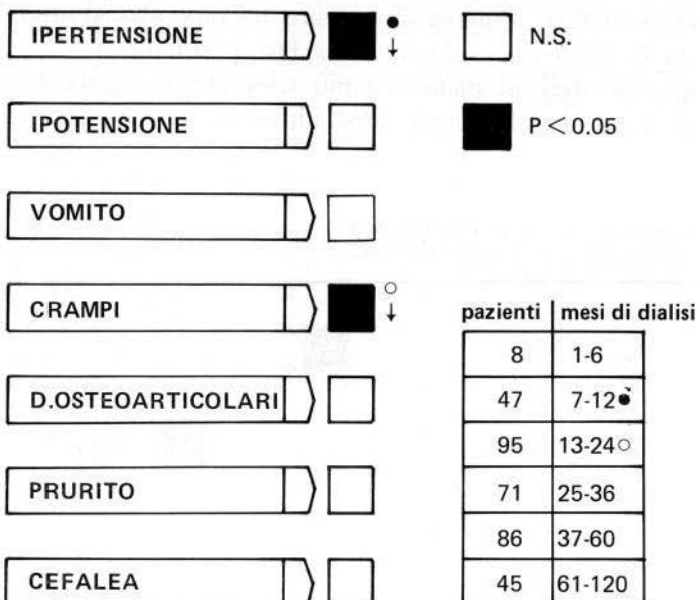 IPERTENSIONE ● ↓
N.S.
IPOTENSIONE
P < 0.05
VOMITO
CRAMPI ○ ↓
pazienti mesi di dialisi
8 1-6
D.OSTEOARTICOLARI
47 7-12●
95 13-24○
PRURITO
71 25-36
86 37-60
CEFALEA
45 61-120